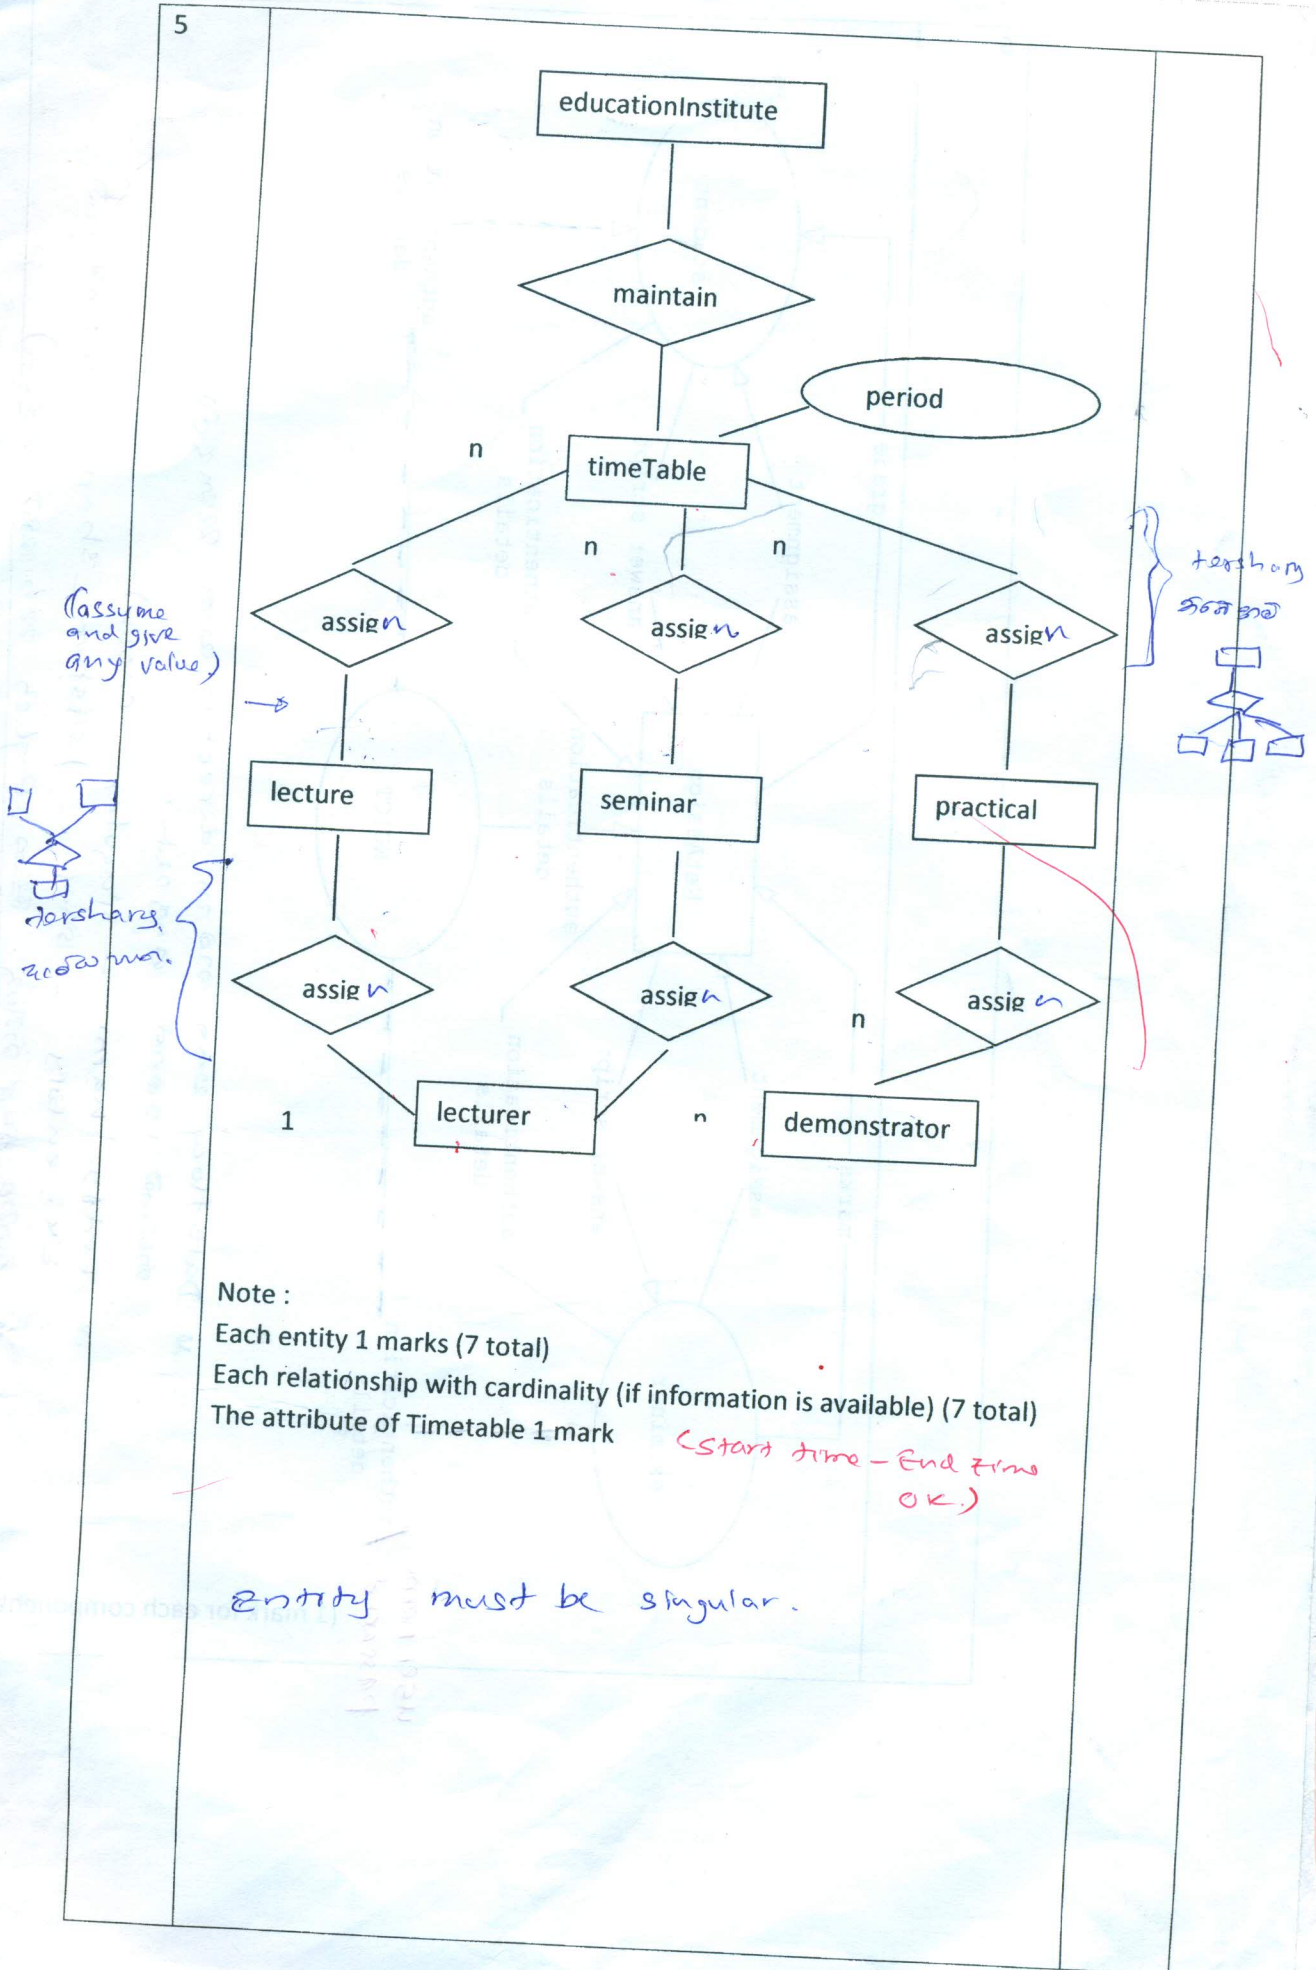 5
educationInstitute
maintain
period
n
timeTable
n
n
(assume
and give
any value)
assign
assign
assign
tershary
lecture
seminar
practical
tershary
assign
assign
assign
n
1
lecturer
n
demonstrator
Note :
Each entity 1 marks (7 total)
Each relationship with cardinality (if information is available) (7 total)
The attribute of Timetable 1 mark
(Start time - End time
OK.)
Entity must be singular.